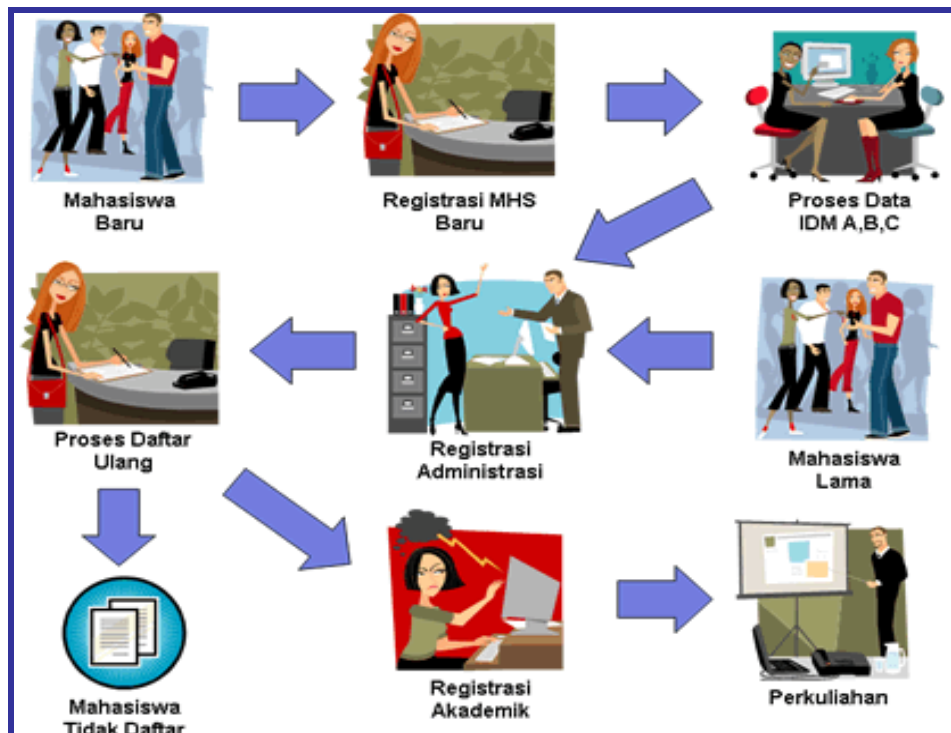 Mahasiswa
Baru
Registrasi MHS
Baru
Proses Data
IDM A,B,C
Proses Daftar
Ulang
Registrasi
Administrasi
Mahasiswa
Lama
Mahasiswa
Tidak Daftar
Registrasi
Akademik
Perkuliahan